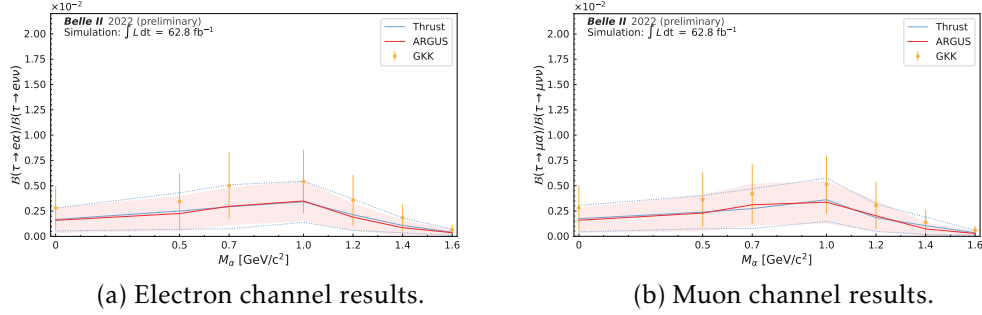 1e−2
Belle II 2022 (preliminary)
Simulation: ∫L dt = 62.8 fb⁻¹
Thrust
ARGUS
GKK
2.00
1.75
1.50
1.25
1.00
0.75
0.50
0.25
0.00
ℬ(τ→eα)/ℬ(τ→eνν)
0 0.5 0.7 1.0 1.2 1.4 1.6
Mα [GeV/c²]
(a) Electron channel results.
1e−2
Belle II 2022 (preliminary)
Simulation: ∫L dt = 62.8 fb⁻¹
Thrust
ARGUS
GKK
2.00
1.75
1.50
1.25
1.00
0.75
0.50
0.25
0.00
ℬ(τ→μα)/ℬ(τ→μνν)
0 0.5 0.7 1.0 1.2 1.4 1.6
Mα [GeV/c²]
(b) Muon channel results.